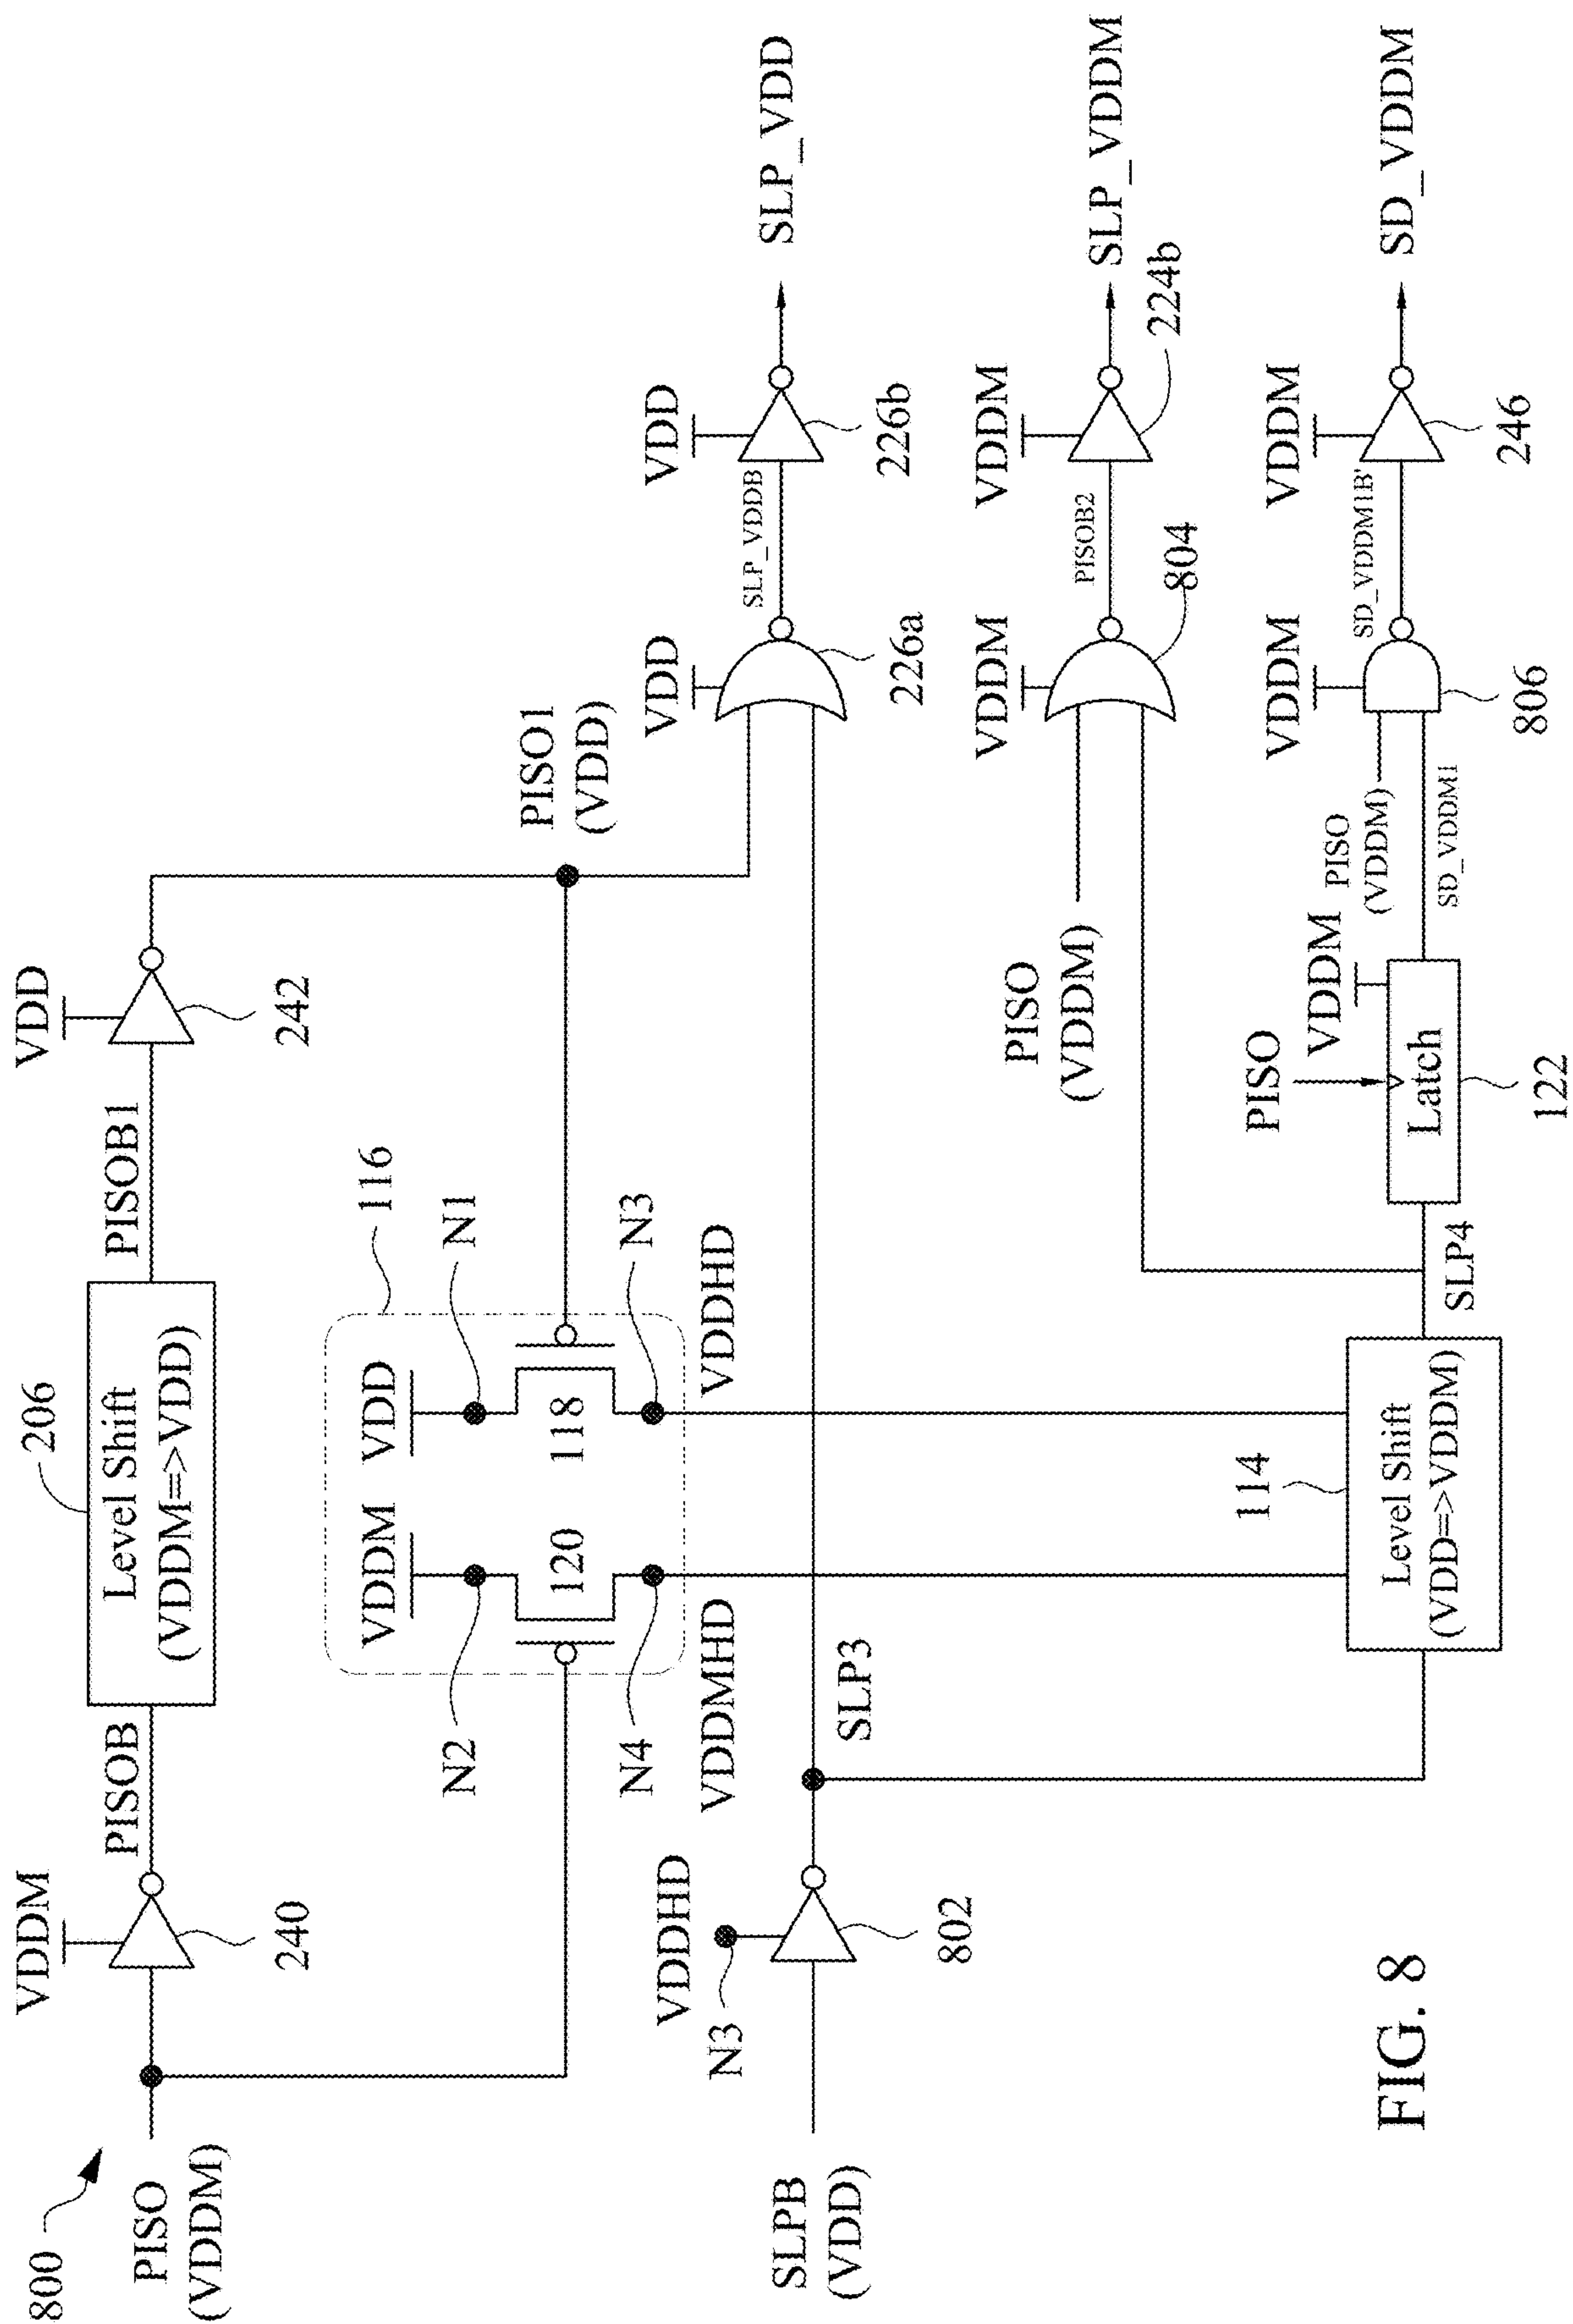 800
PISO
(VDDM)
VDDM
240
PISOB
206
Level Shift
(VDDM=>VDD)
PISOB1
VDD
242
116
VDDM
VDD
N2
N1
120
118
N4
N3
VDDMHD
VDDHD
PISO1
(VDD)
SLPB
(VDD)
N3
VDDHD
802
SLP3
VDD
226a
SLP_VDDB
VDD
226b
SLP_VDD
PISO
(VDDM)
VDDM
804
PISOB2
VDDM
224b
SLP_VDDM
114
Level Shift
(VDD=>VDDM)
SLP4
PISO
VDDM
Latch
122
PISO
(VDDM)
SD_VDDM1
VDDM
806
SD_VDDM1B'
VDDM
246
SD_VDDM
FIG. 8